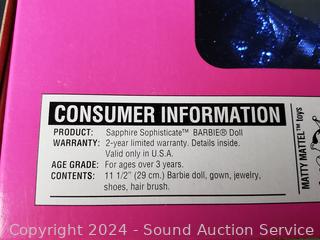 CONSUMER INFORMATION
PRODUCT: Sapphire Sophisticate™ BARBIE® Doll
WARRANTY: 2-year limited warranty. Details inside.
Valid only in U.S.A.
AGE GRADE: For ages over 3 years.
CONTENTS: 11 1/2" (29 cm.) Barbie doll, gown, jewelry,
shoes, hair brush.
MATTY MATTEL™ toys
Copyright © 2024 - Sound Auction Service